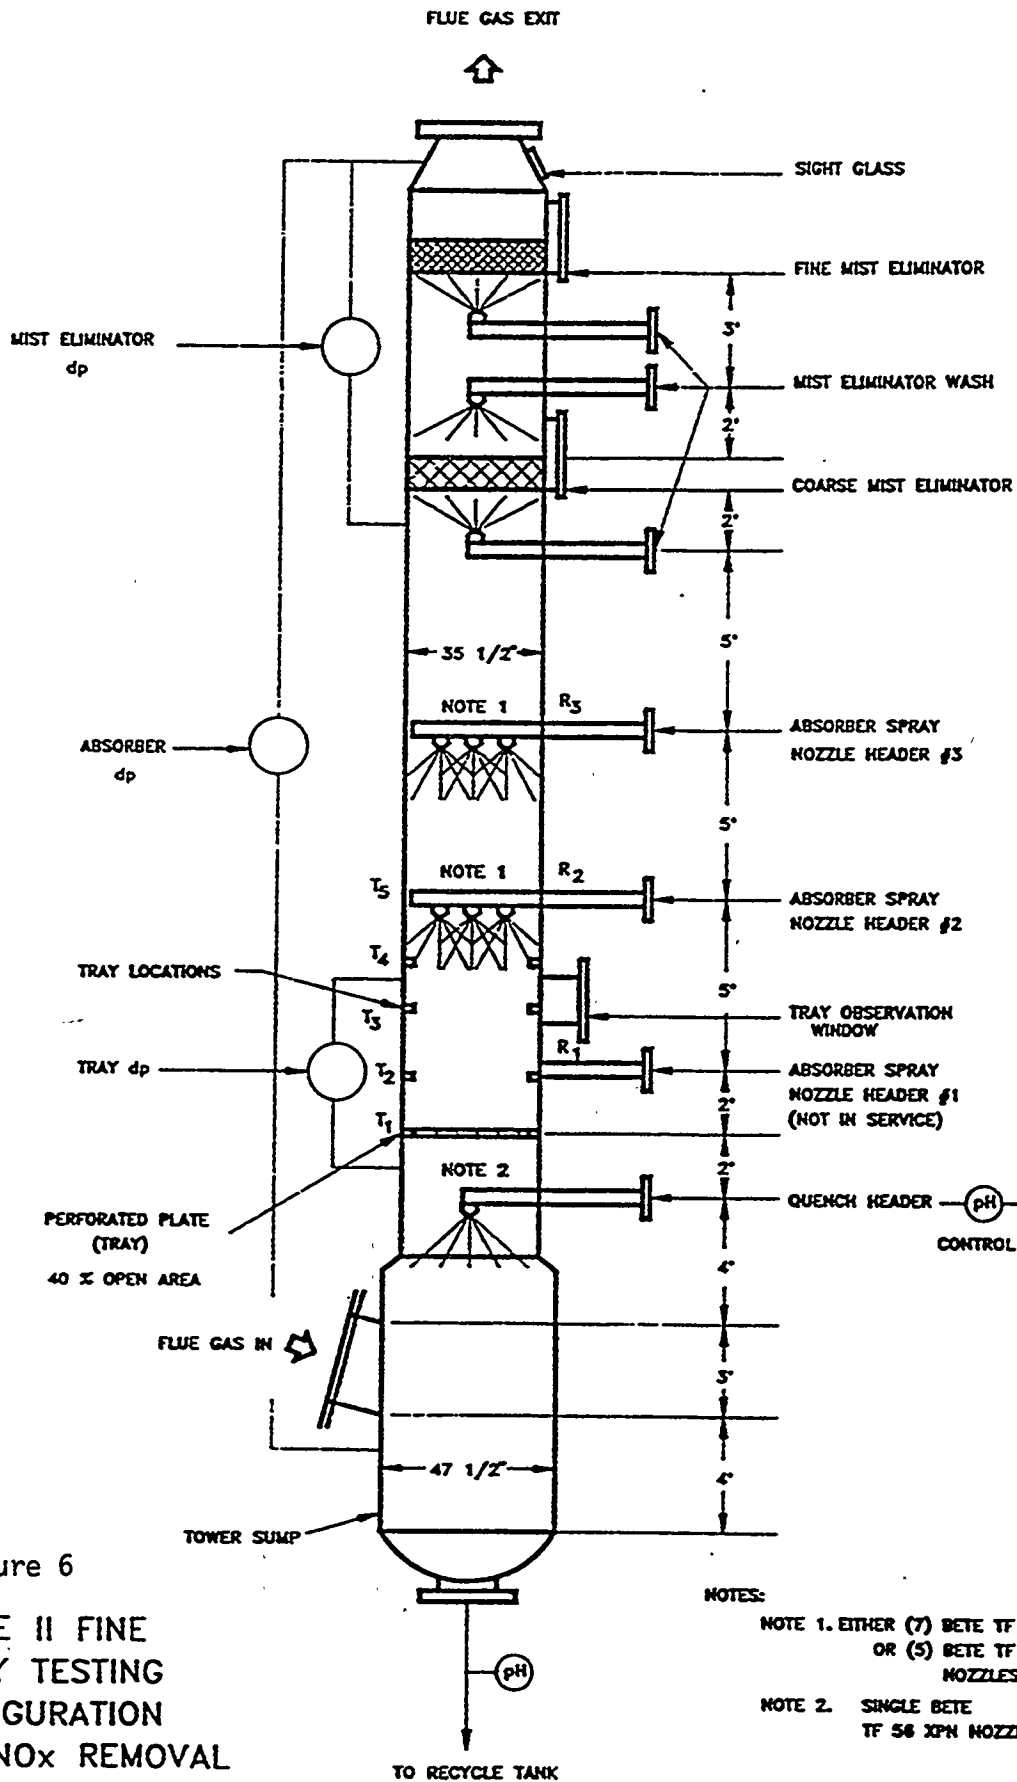 FLUE GAS EXIT
SIGHT GLASS
FINE MIST ELIMINATOR
3'
MIST ELIMINATOR
dp
MIST ELIMINATOR WASH
2'
COARSE MIST ELIMINATOR
2'
5'
35 1/2"
NOTE 1
R3
ABSORBER SPRAY
NOZZLE HEADER #3
ABSORBER
dp
5'
NOTE 1
R2
T5
ABSORBER SPRAY
NOZZLE HEADER #2
T4
TRAY LOCATIONS
5'
T3
TRAY OBSERVATION
WINDOW
R1
TRAY dp
T2
ABSORBER SPRAY
NOZZLE HEADER #1
(NOT IN SERVICE)
2'
T1
NOTE 2
2'
QUENCH HEADER
pH
CONTROL
PERFORATED PLATE
(TRAY)
40 % OPEN AREA
4'
FLUE GAS IN
3'
47 1/2"
4'
TOWER SUMP
ure 6
E II FINE
Y TESTING
GURATION
NOx REMOVAL
pH
TO RECYCLE TANK
NOTES:
NOTE 1. EITHER (7) BETE TF
OR (5) BETE TF
NOZZLES
NOTE 2. SINGLE BETE
TF 56 XPN NOZZ